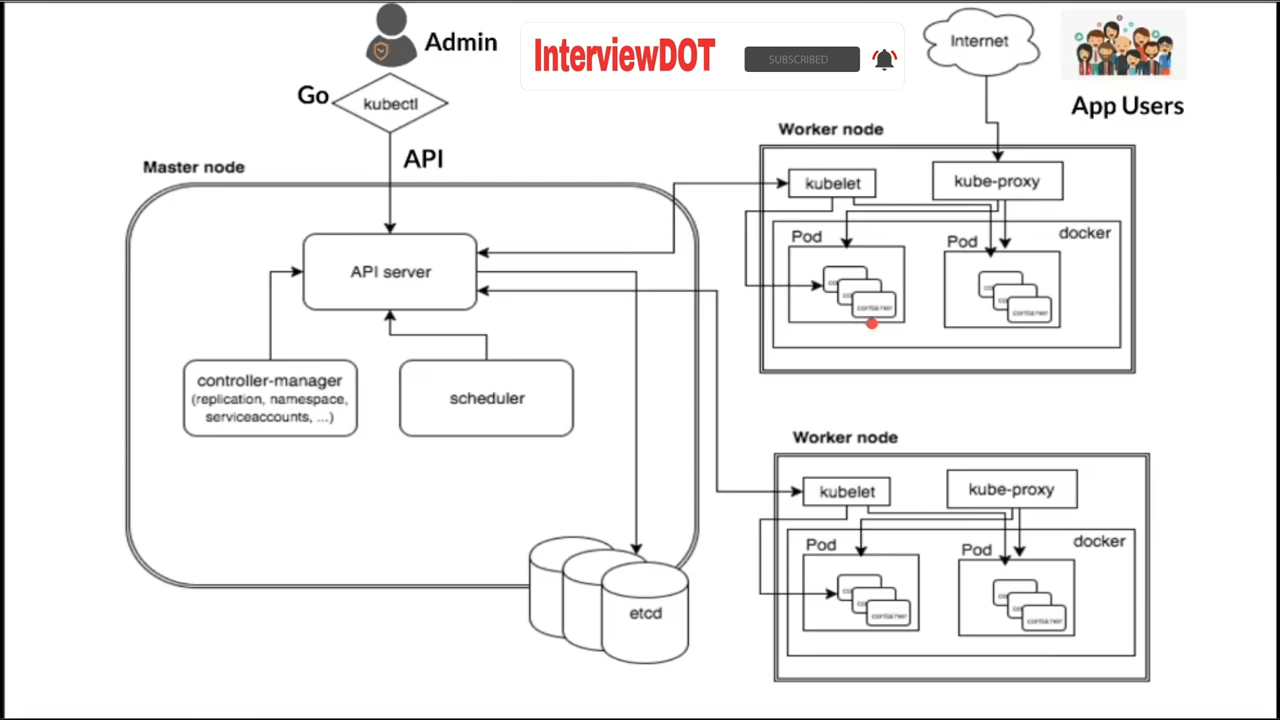 Admin
InterviewDOT
SUBSCRIBED
Internet
App Users
Go
kubectl
API
Master node
API server
controller-manager
(replication, namespace,
serviceaccounts, ...)
scheduler
etcd
Worker node
kubelet
kube-proxy
docker
Pod
container
Pod
container
Worker node
kubelet
kube-proxy
docker
Pod
container
Pod
container